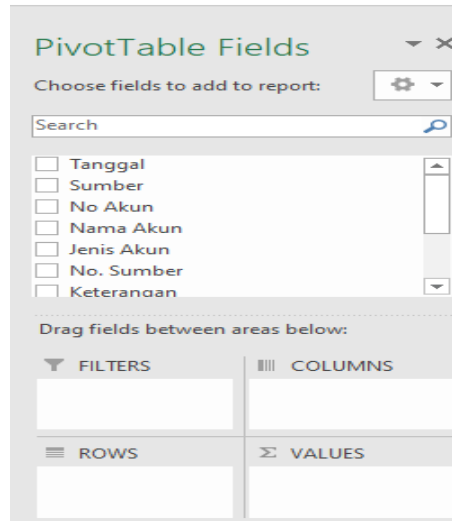 PivotTable Fields
Choose fields to add to report:
Search
Tanggal
Sumber
No Akun
Nama Akun
Jenis Akun
No. Sumber
Keterangan
Drag fields between areas below:
FILTERS
COLUMNS
ROWS
Σ VALUES